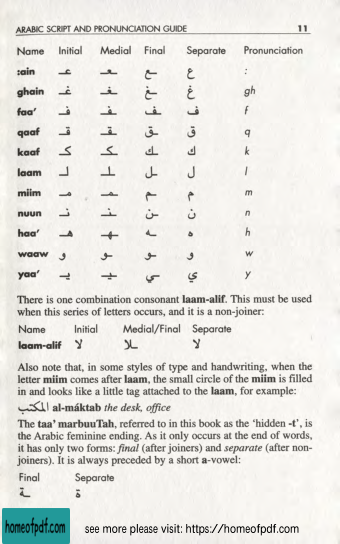 ARABIC SCRIPT AND PRONUNCIATION GUIDE 11
Name Initial Medial Final Separate Pronunciation
:ain عـ ـعـ ـع ع :
ghain غـ ـغـ ـغ غ gh
faa’ فـ ـفـ ـف ف f
qaaf قـ ـقـ ـق ق q
kaaf كـ ـكـ ـك ك k
laam لـ ـلـ ـل ل l
miim مـ ـمـ ـم م m
nuun نـ ـنـ ـن ن n
haa’ هـ ـهـ ـه ه h
waaw و ـو ـو و w
yaa’ يـ ـيـ ـي ي y
There is one combination consonant laam-alif. This must be used
when this series of letters occurs, and it is a non-joiner:
Name Initial Medial/Final Separate
laam-alif لا ـلا لا
Also note that, in some styles of type and handwriting, when the
letter miim comes after laam, the small circle of the miim is filled
in and looks like a little tag attached to the laam, for example:
المكتب al-máktab the desk, office
The taa’ marbuuTah, referred to in this book as the ‘hidden -t’, is
the Arabic feminine ending. As it only occurs at the end of words,
it has only two forms: final (after joiners) and separate (after non-
joiners). It is always preceded by a short a-vowel:
Final Separate
ـة ة
homeofpdf.com see more please visit: https://homeofpdf.com